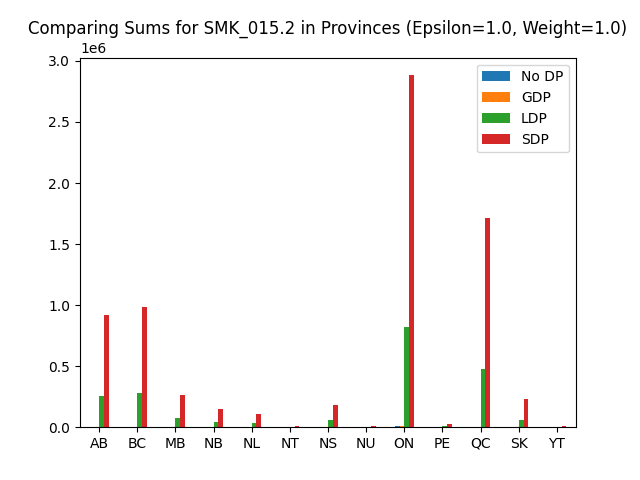 Comparing Sums for SMK_015.2 in Provinces (Epsilon=1.0, Weight=1.0)
1e6
3.0
2.5
2.0
1.5
1.0
0.5
0.0
No DP
GDP
LDP
SDP
AB BC MB NB NL NT NS NU ON PE QC SK YT